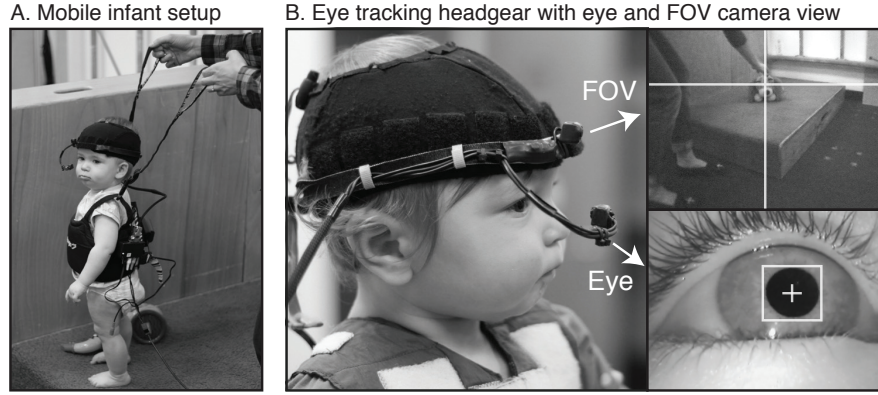 A. Mobile infant setup
B. Eye tracking headgear with eye and FOV camera view
FOV
Eye